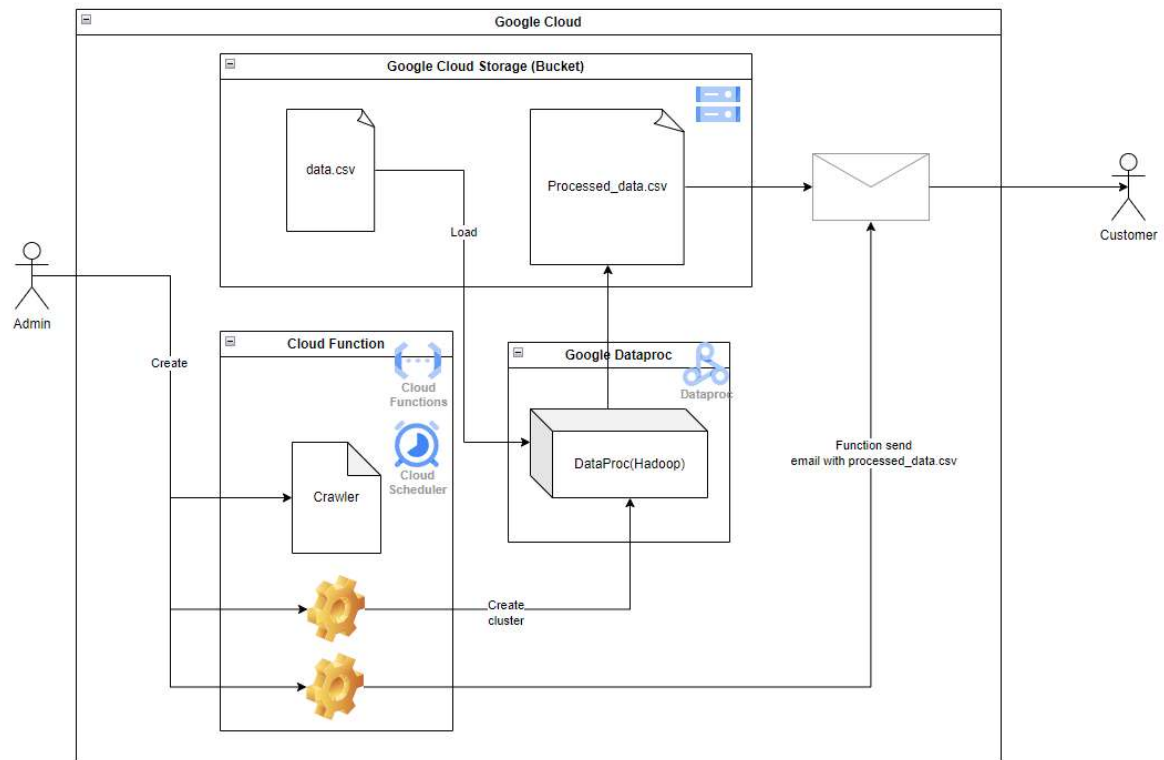 Google Cloud
Google Cloud Storage (Bucket)
data.csv
Processed_data.csv
Load
Customer
Admin
Create
Cloud Function
Cloud
Functions
Cloud
Scheduler
Crawler
Google Dataproc
Dataproc
DataProc(Hadoop)
Function send
email with processed_data.csv
Create
cluster